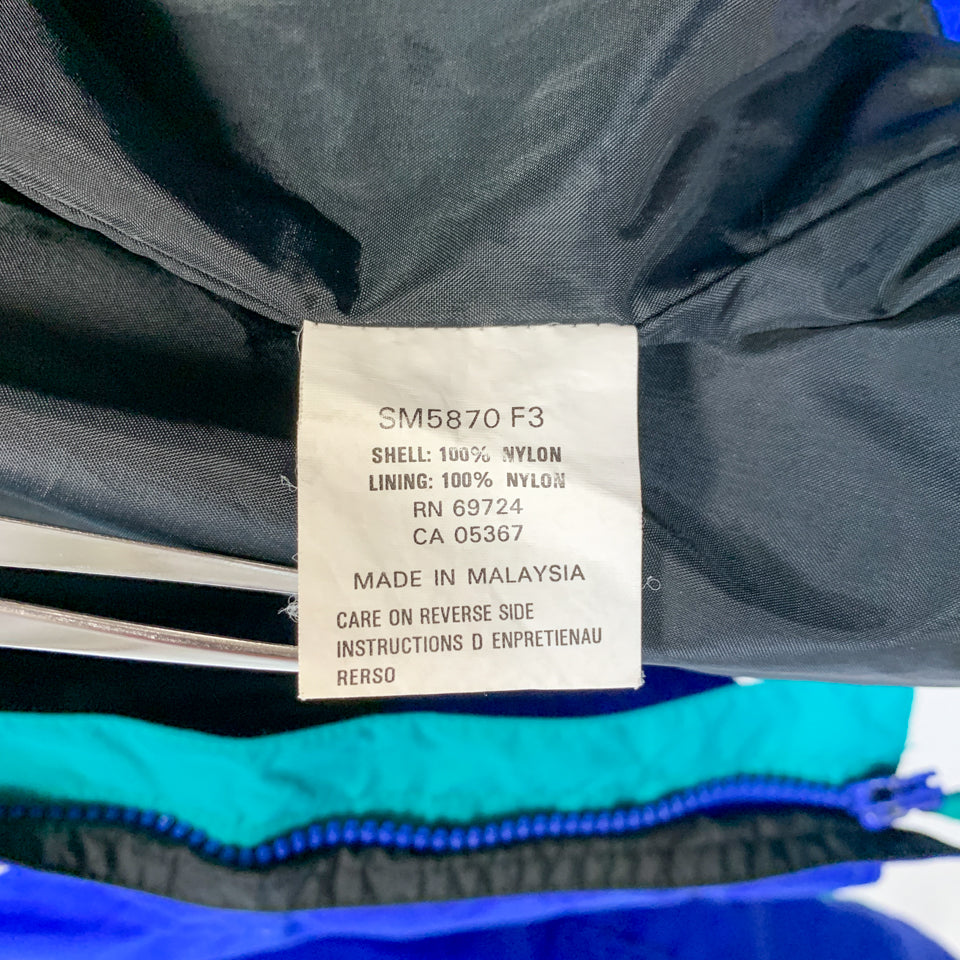 SM5870 F3
SHELL: 100% NYLON
LINING: 100% NYLON
RN 69724
CA 05367
MADE IN MALAYSIA
CARE ON REVERSE SIDE
INSTRUCTIONS D ENPRETIENAU
RERSO